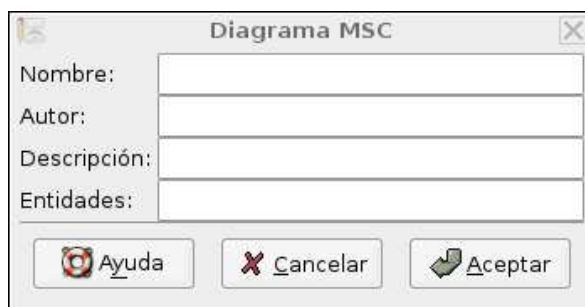 Diagrama MSC
Nombre:
Autor:
Descripción:
Entidades:
Ayuda Cancelar Aceptar